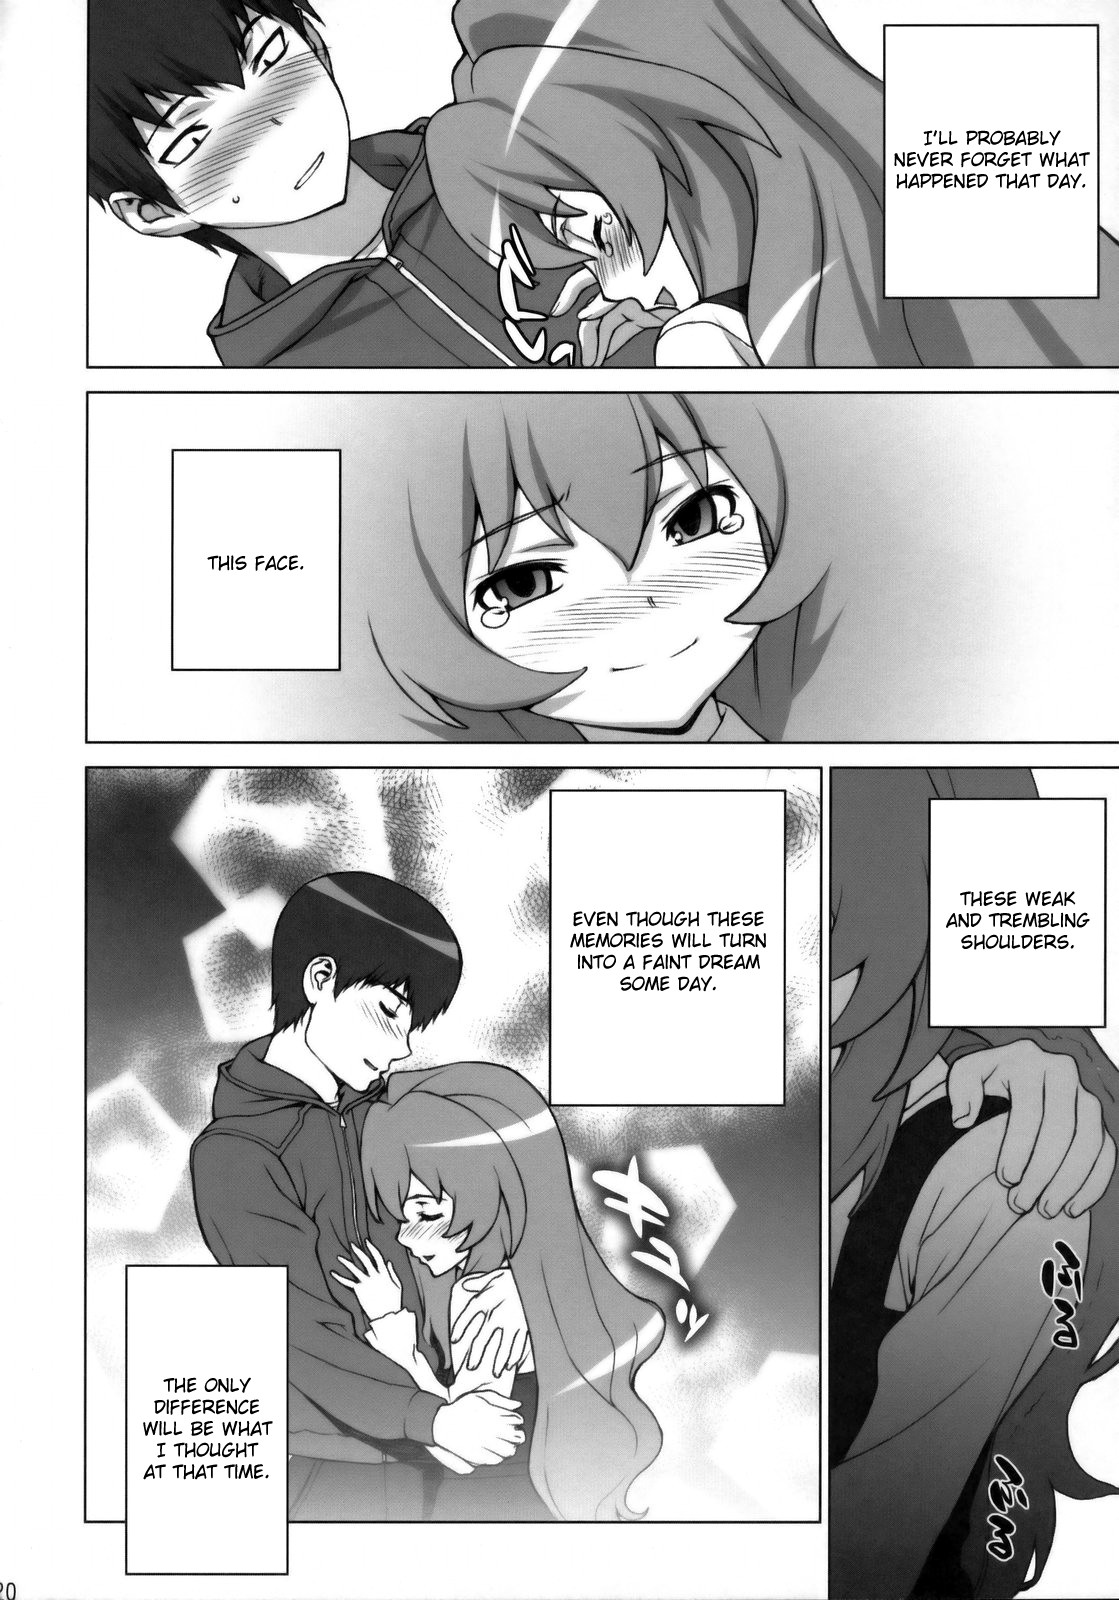 I'LL PROBABLY
NEVER FORGET WHAT
HAPPENED THAT DAY.
THIS FACE.
THESE WEAK
AND TREMBLING
SHOULDERS.
EVEN THOUGH THESE
MEMORIES WILL TURN
INTO A FAINT DREAM
SOME DAY.
THE ONLY
DIFFERENCE
WILL BE WHAT
I THOUGHT
AT THAT TIME.
20